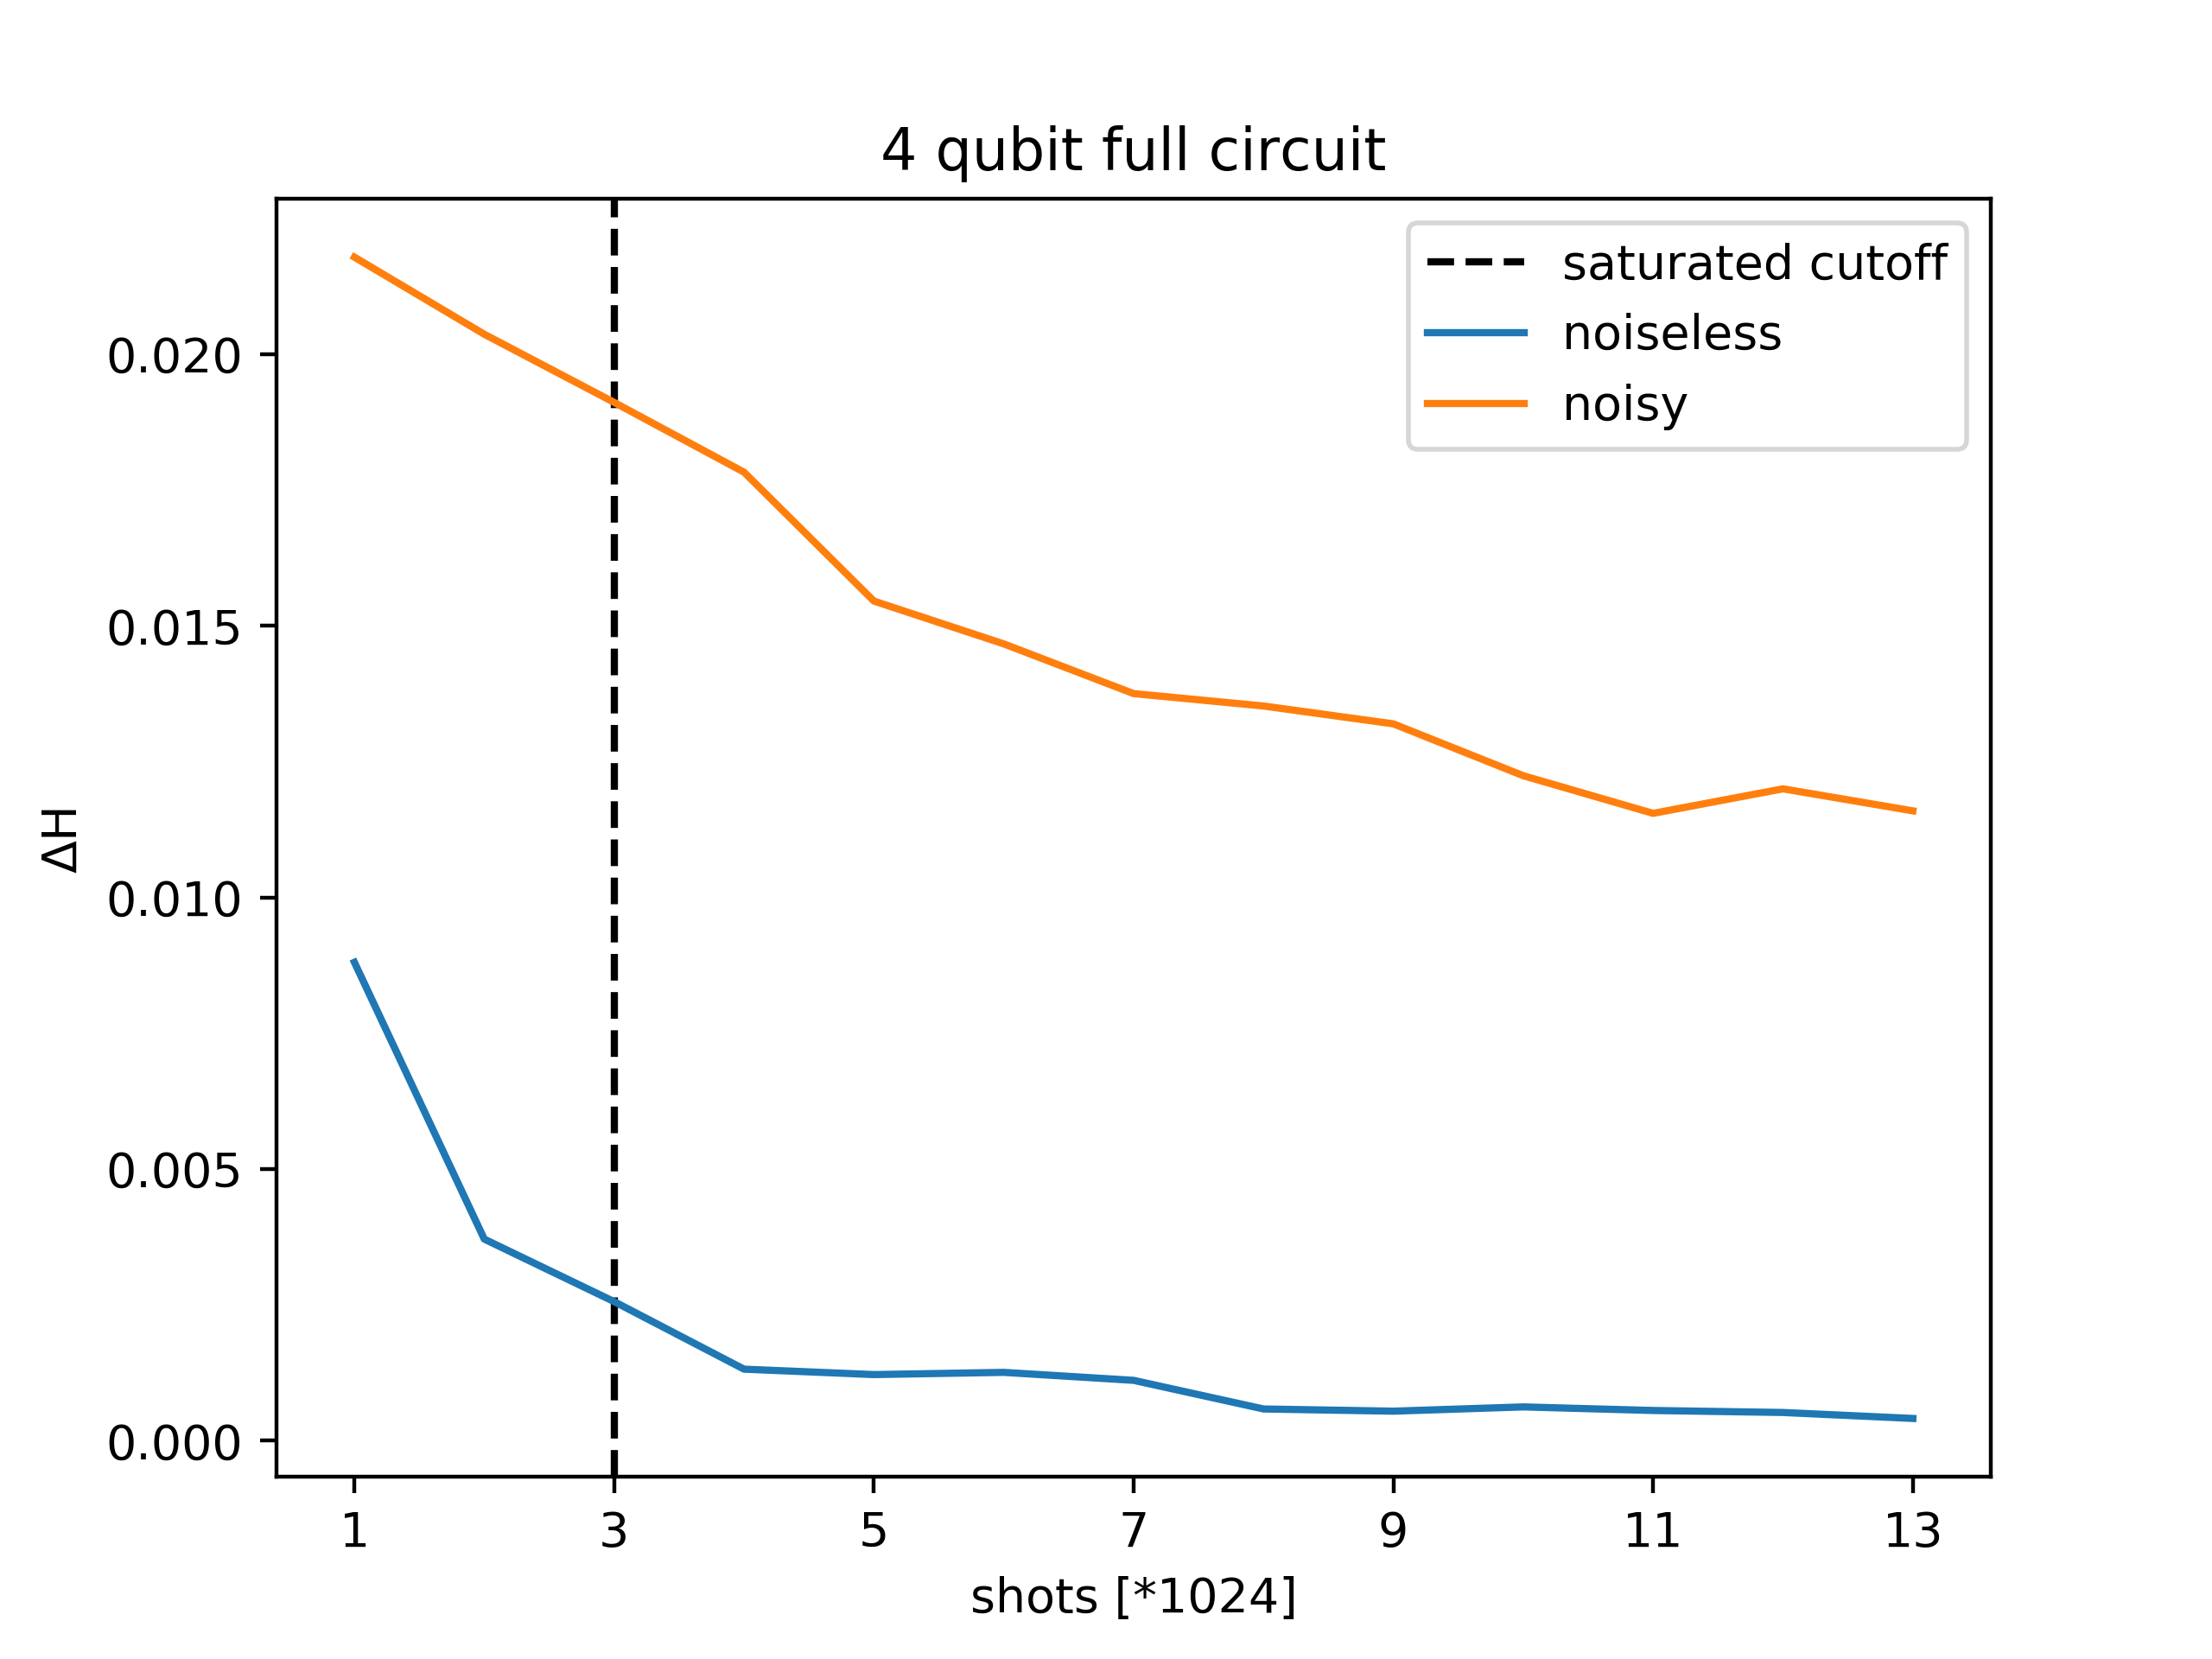 4 qubit full circuit
saturated cutoff
noiseless
noisy
0.020
0.015
0.010
0.005
0.000
ΔH
1 3 5 7 9 11 13
shots [*1024]